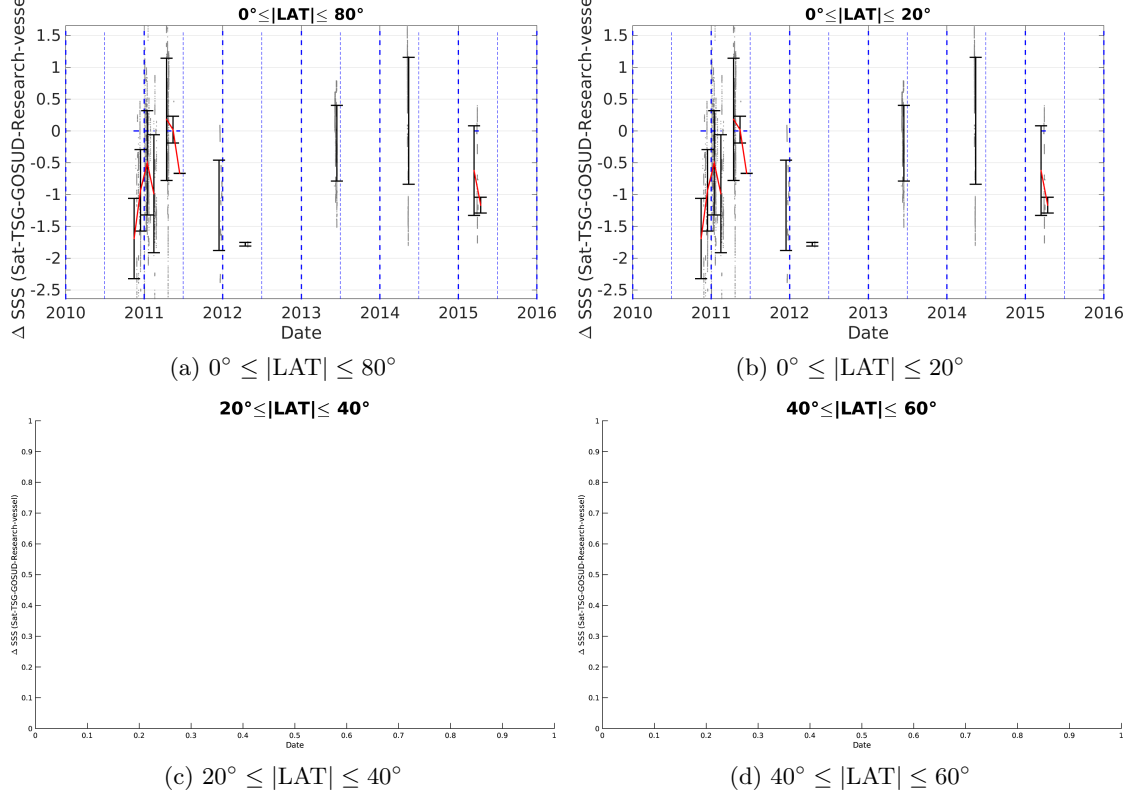 0°≤|LAT|≤ 80°
Δ SSS (Sat-TSG-GOSUD-Research-vessel)
1.5
1
0.5
0
-0.5
-1
-1.5
-2
-2.5
2010 2011 2012 2013 2014 2015 2016
Date
(a) 0° ≤ |LAT| ≤ 80°
0°≤|LAT|≤ 20°
Δ SSS (Sat-TSG-GOSUD-Research-vessel)
1.5
1
0.5
0
-0.5
-1
-1.5
-2
-2.5
2010 2011 2012 2013 2014 2015 2016
Date
(b) 0° ≤ |LAT| ≤ 20°
20°≤|LAT|≤ 40°
Δ SSS (Sat-TSG-GOSUD-Research-vessel)
1
0.9
0.8
0.7
0.6
0.5
0.4
0.3
0.2
0.1
0
0 0.1 0.2 0.3 0.4 0.5 0.6 0.7 0.8 0.9 1
Date
(c) 20° ≤ |LAT| ≤ 40°
40°≤|LAT|≤ 60°
Δ SSS (Sat-TSG-GOSUD-Research-vessel)
1
0.9
0.8
0.7
0.6
0.5
0.4
0.3
0.2
0.1
0
0 0.1 0.2 0.3 0.4 0.5 0.6 0.7 0.8 0.9 1
Date
(d) 40° ≤ |LAT| ≤ 60°